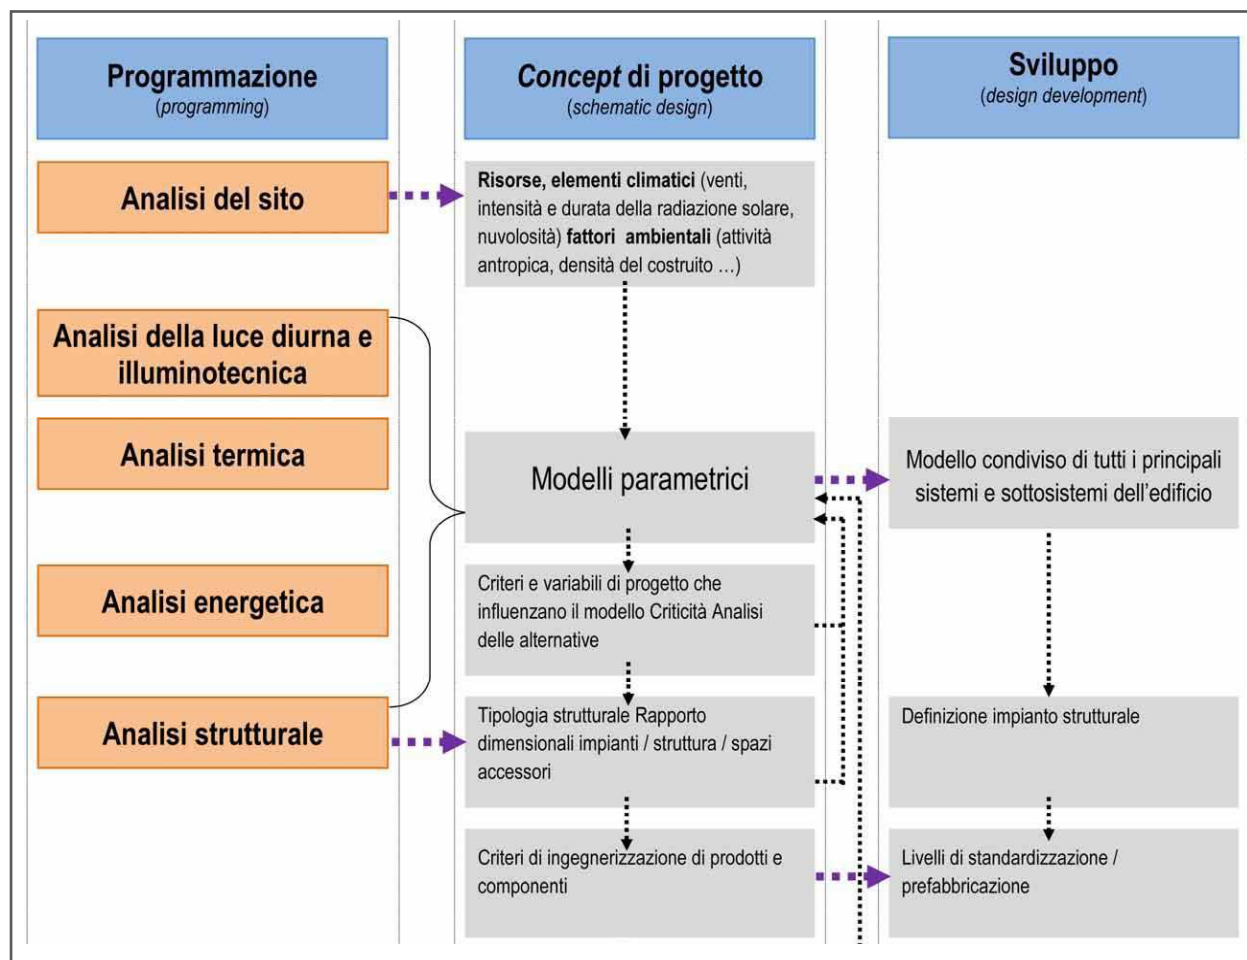 Programmazione
(programming)
Concept di progetto
(schematic design)
Sviluppo
(design development)
Analisi del sito
Risorse, elementi climatici (venti,
intensità e durata della radiazione solare,
nuvolosità) fattori ambientali (attività
antropica, densità del costruito …)
Analisi della luce diurna e
illuminotecnica
Analisi termica
Modelli parametrici
Modello condiviso di tutti i principali
sistemi e sottosistemi dell’edificio
Analisi energetica
Criteri e variabili di progetto che
influenzano il modello Criticità Analisi
delle alternative
Analisi strutturale
Tipologia strutturale Rapporto
dimensionali impianti / struttura / spazi
accessori
Definizione impianto strutturale
Criteri di ingegnerizzazione di prodotti e
componenti
Livelli di standardizzazione /
prefabbricazione